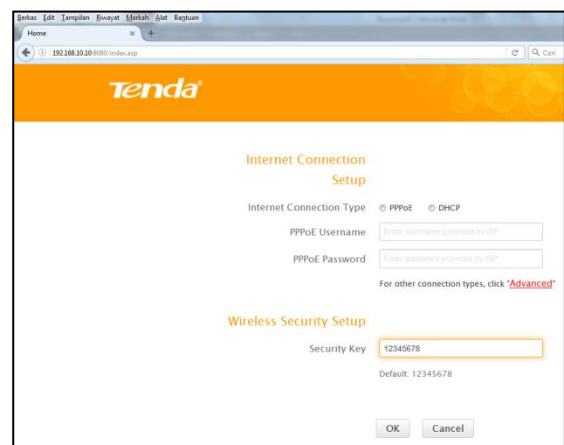 Berkas Edit Tampilan Riwayat Markah Alat Bantuan
Home × +
192.168.10.10:8080/index.asp
Cari
Tenda
Internet Connection
Setup
Internet Connection Type PPPoE DHCP
PPPoE Username Enter username provided by ISP
PPPoE Password Enter password provided by ISP
For other connection types, click "Advanced"
Wireless Security Setup
Security Key 12345678
Default: 12345678
OK Cancel